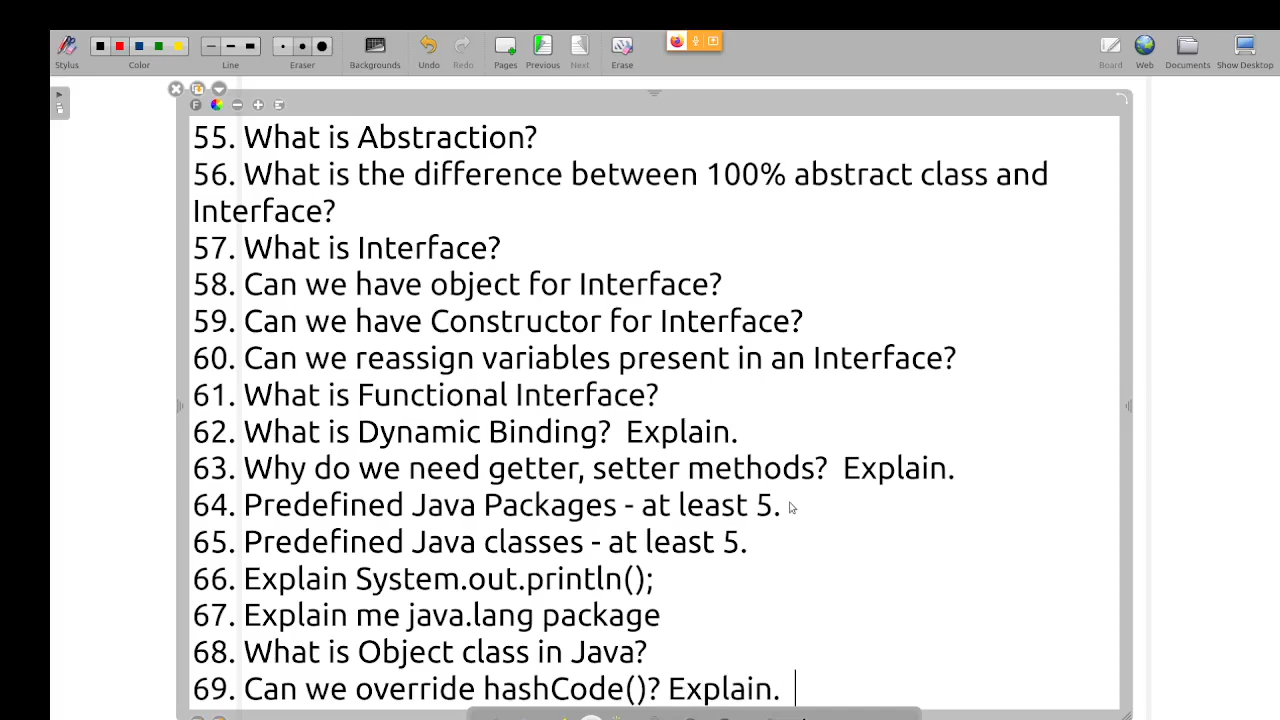 Stylus
Color
Line
Eraser
Backgrounds
Undo
Redo
Pages
Previous
Next
Erase
Board
Web
Documents
Show Desktop
F
55. What is Abstraction?
56. What is the difference between 100% abstract class and
Interface?
57. What is Interface?
58. Can we have object for Interface?
59. Can we have Constructor for Interface?
60. Can we reassign variables present in an Interface?
61. What is Functional Interface?
62. What is Dynamic Binding?  Explain.
63. Why do we need getter, setter methods?  Explain.
64. Predefined Java Packages - at least 5.
65. Predefined Java classes - at least 5.
66. Explain System.out.println();
67. Explain me java.lang package
68. What is Object class in Java?
69. Can we override hashCode()? Explain.